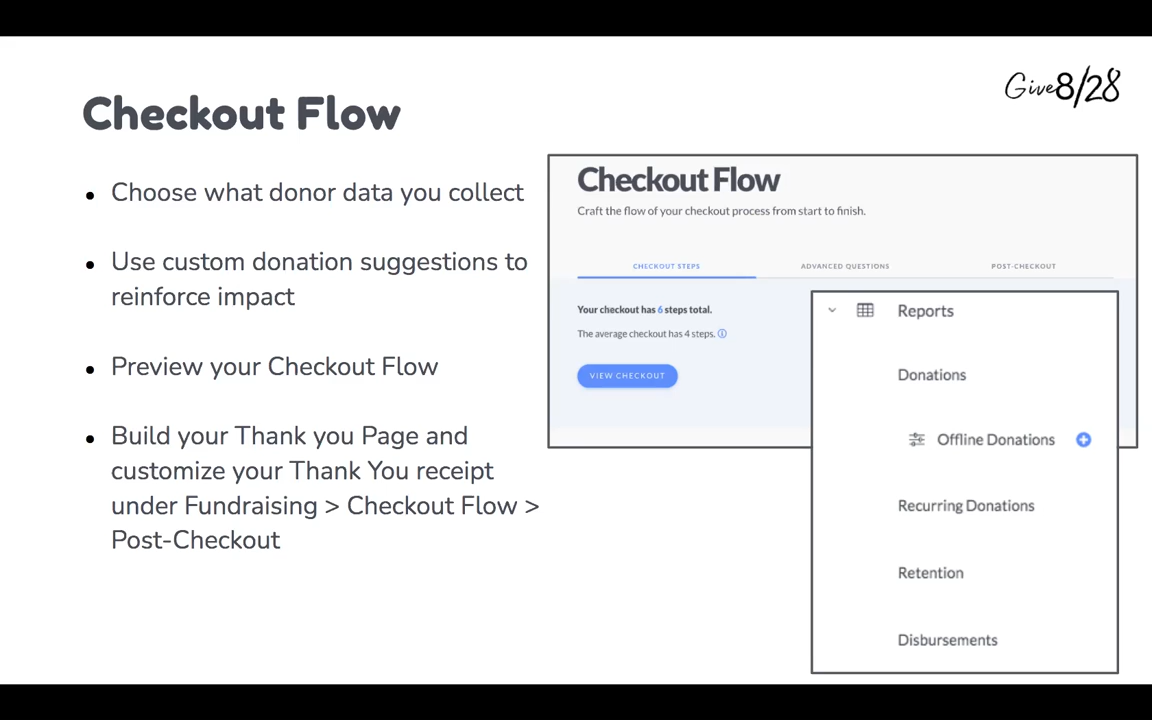 Give8/28
Checkout Flow
• Choose what donor data you collect
• Use custom donation suggestions to
reinforce impact
• Preview your Checkout Flow
• Build your Thank you Page and
customize your Thank You receipt
under Fundraising > Checkout Flow >
Post-Checkout
Checkout Flow
Craft the flow of your checkout process from start to finish.
CHECKOUT STEPS
ADVANCED QUESTIONS
POST-CHECKOUT
Your checkout has 6 steps total.
The average checkout has 4 steps.
VIEW CHECKOUT
Reports
Donations
Offline Donations
Recurring Donations
Retention
Disbursements